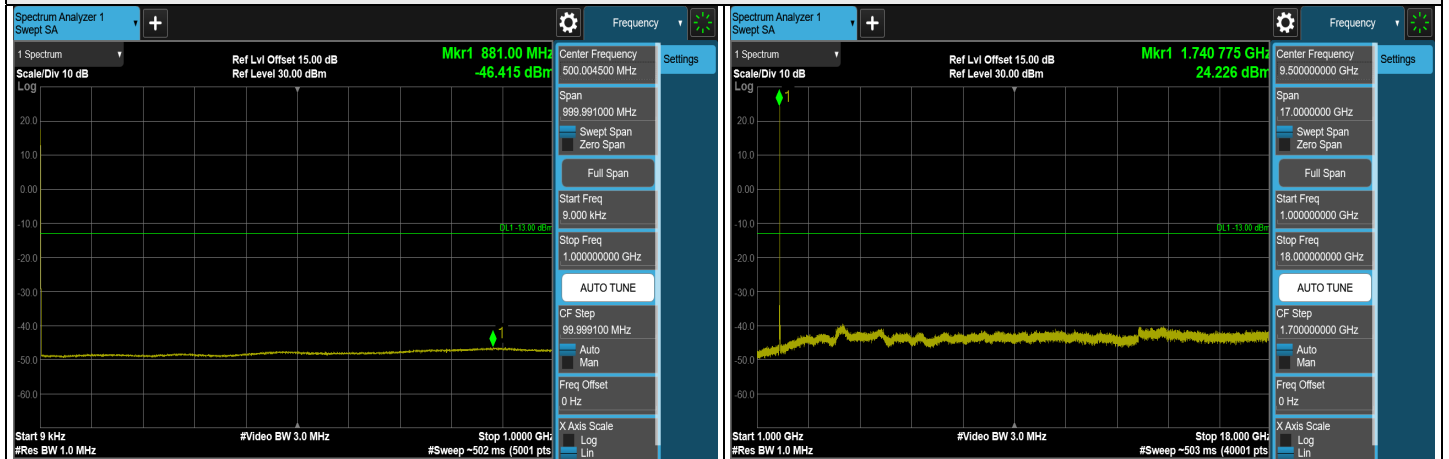 Spectrum Analyzer 1
Swept SA
+
Frequency
1 Spectrum
Scale/Div 10 dB
Log
Ref Lvl Offset 15.00 dB
Ref Level 30.00 dBm
Mkr1 881.00 MHz
-46.415 dBm
20.0
10.0
0.00
-10.0
-20.0
-30.0
-40.0
-50.0
-60.0
DL1 -13.00 dBm
1
Start 9 kHz
#Res BW 1.0 MHz
#Video BW 3.0 MHz
Stop 1.0000 GHz
#Sweep ~502 ms (5001 pts
Center Frequency
500.004500 MHz
Span
999.991000 MHz
Swept Span
Zero Span
Full Span
Start Freq
9.000 kHz
Stop Freq
1.000000000 GHz
AUTO TUNE
CF Step
99.999100 MHz
Auto
Man
Freq Offset
0 Hz
X Axis Scale
Log
Lin
Settings
Spectrum Analyzer 1
Swept SA
+
Frequency
1 Spectrum
Scale/Div 10 dB
Log
Ref Lvl Offset 15.00 dB
Ref Level 30.00 dBm
Mkr1 1.740 775 GHz
24.226 dBm
1
20.0
10.0
0.00
-10.0
-20.0
-30.0
-40.0
-50.0
-60.0
DL1 -13.00 dBm
Start 1.000 GHz
#Res BW 1.0 MHz
#Video BW 3.0 MHz
Stop 18.000 GHz
#Sweep ~503 ms (40001 pts
Center Frequency
9.500000000 GHz
Span
17.0000000 GHz
Swept Span
Zero Span
Full Span
Start Freq
1.000000000 GHz
Stop Freq
18.000000000 GHz
AUTO TUNE
CF Step
1.700000000 GHz
Auto
Man
Freq Offset
0 Hz
X Axis Scale
Log
Lin
Settings